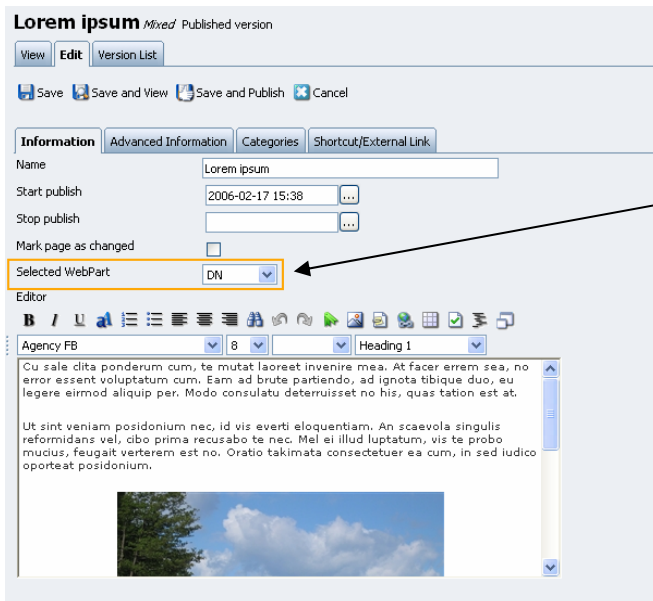 Lorem ipsum Mixed Published version
View Edit Version List
Save Save and View Save and Publish Cancel
Information Advanced Information Categories Shortcut/External Link
Name Lorem ipsum
Start publish 2006-02-17 15:38 ...
Stop publish ...
Mark page as changed
Selected WebPart DN
Editor
B I U aA
Agency FB 8 Heading 1
Cu sale clita ponderum cum, te mutat laoreet invenire mea. At facer errem sea, no
error essent voluptatum cum. Eam ad brute partiendo, ad ignota tibique duo, eu
legere eirmod aliquip per. Modo consulatu deterruisset no his, quas tation est at.
Ut sint veniam posidonium nec, id vis everti eloquentiam. An scaevola singulis
reformidans vel, cibo prima recusabo te nec. Mel ei illud luptatum, vis te probo
mucius, feugait verterem est no. Oratio takimata consectetuer ea cum, in sed iudico
oporteat posidonium.